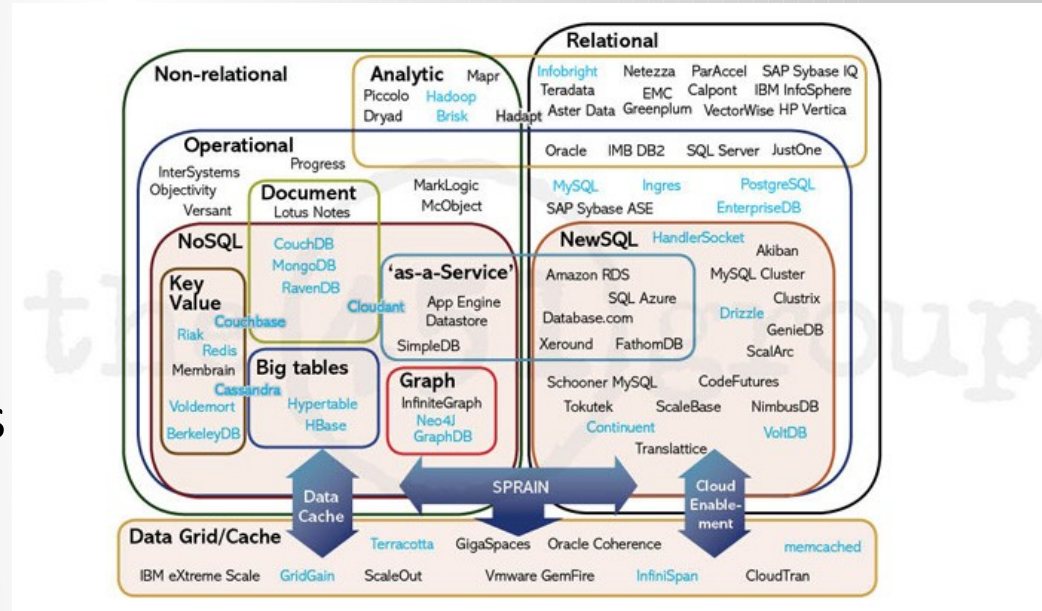 Relational
Non-relational
Analytic
Mapr
Piccolo
Hadoop
Dryad
Brisk
Hadapt
Infobright
Netezza
ParAccel
SAP Sybase IQ
Teradata
EMC
Calpont
IBM InfoSphere
Aster Data
Greenplum
VectorWise
HP Vertica
Operational
Oracle
IMB DB2
SQL Server
JustOne
InterSystems
Progress
Objectivity
Versant
Document
Lotus Notes
MarkLogic
McObject
MySQL
Ingres
PostgreSQL
SAP Sybase ASE
EnterpriseDB
NoSQL
CouchDB
MongoDB
RavenDB
Cloudant
Key
Value
Couchbase
Riak
Redis
Membrain
Cassandra
Voldemort
BerkeleyDB
Big tables
Hypertable
HBase
'as-a-Service'
App Engine
Datastore
SimpleDB
Graph
InfiniteGraph
Neo4J
GraphDB
NewSQL
HandlerSocket
Akiban
Amazon RDS
MySQL Cluster
SQL Azure
Clustrix
Database.com
Drizzle
GenieDB
Xeround
FathomDB
ScalArc
Schooner MySQL
CodeFutures
Tokutek
ScaleBase
NimbusDB
Continuent
VoltDB
Translattice
Data
Cache
SPRAIN
Cloud
Enable-
ment
Data Grid/Cache
Terracotta
GigaSpaces
Oracle Coherence
memcached
IBM eXtreme Scale
GridGain
ScaleOut
Vmware GemFire
InfiniSpan
CloudTran
s
the
group